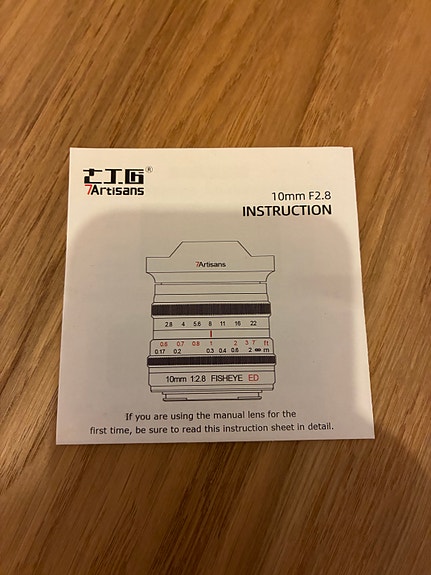 七工匠®
7Artisans
10mm F2.8
INSTRUCTION
7Artisans
2.8 4 5.6 8 11 16 22
0.6 0.7 0.8 1 2 3 7 ft
0.17 0.2 0.3 0.4 0.6 2 ∞ m
10mm 1:2.8 FISHEYE ED
If you are using the manual lens for the
first time, be sure to read this instruction sheet in detail.